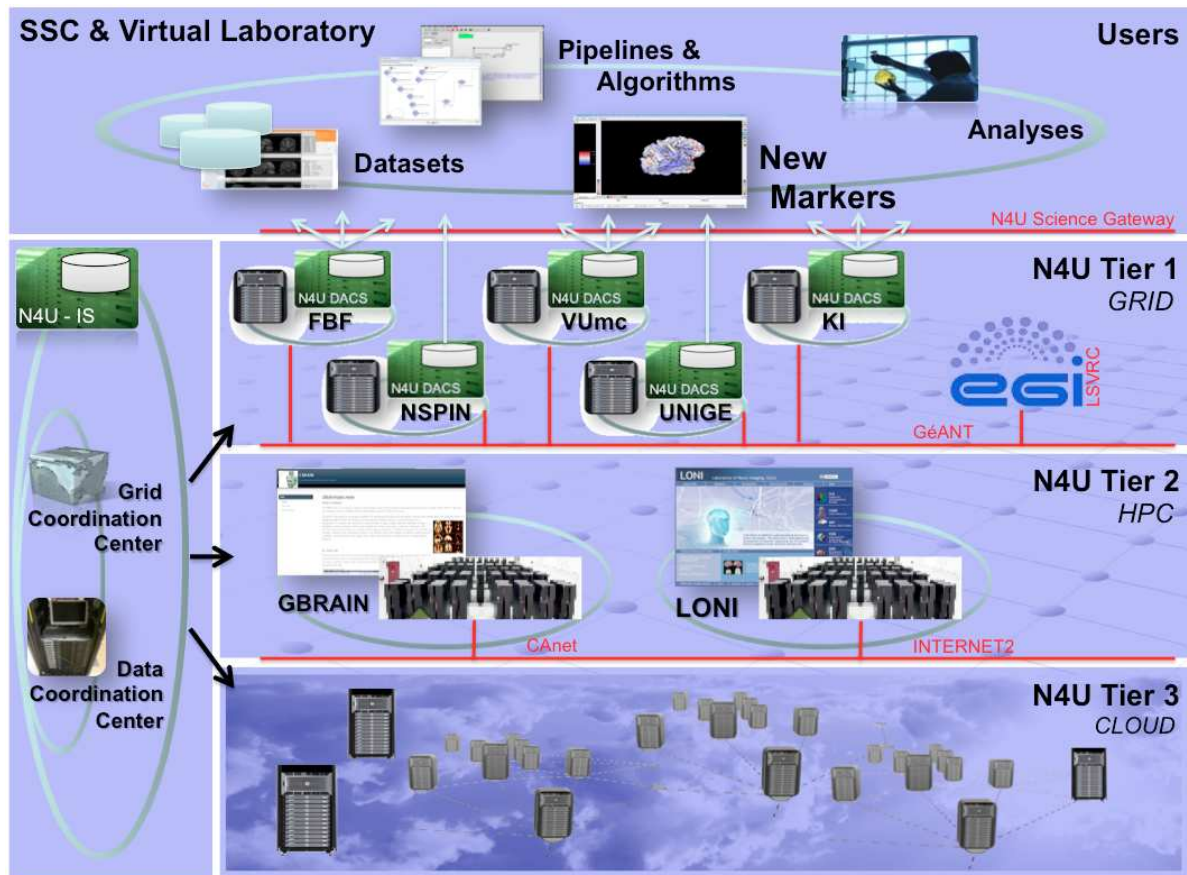 SSC & Virtual Laboratory
Users
Pipelines &
Algorithms
Datasets
Analyses
New
Markers
N4U Science Gateway
N4U - IS
N4U Tier 1
GRID
N4U DACS
FBF
N4U DACS
VUmc
N4U DACS
KI
N4U DACS
NSPIN
N4U DACS
UNIGE
egi
LSVRC
GéANT
Grid
Coordination
Center
Data
Coordination
Center
N4U Tier 2
HPC
LONI
GBRAIN
LONI
CAnet
INTERNET2
N4U Tier 3
CLOUD